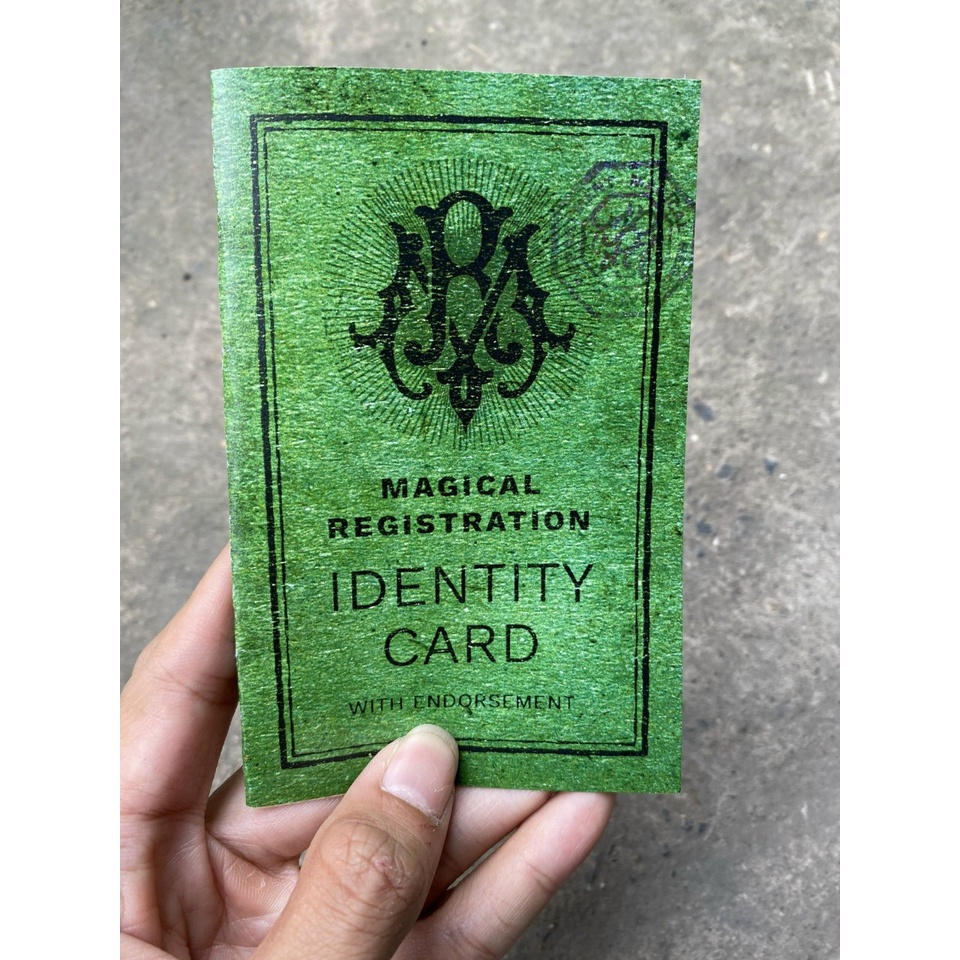 MAGICAL
REGISTRATION
IDENTITY
CARD
WITH ENDORSEMENT